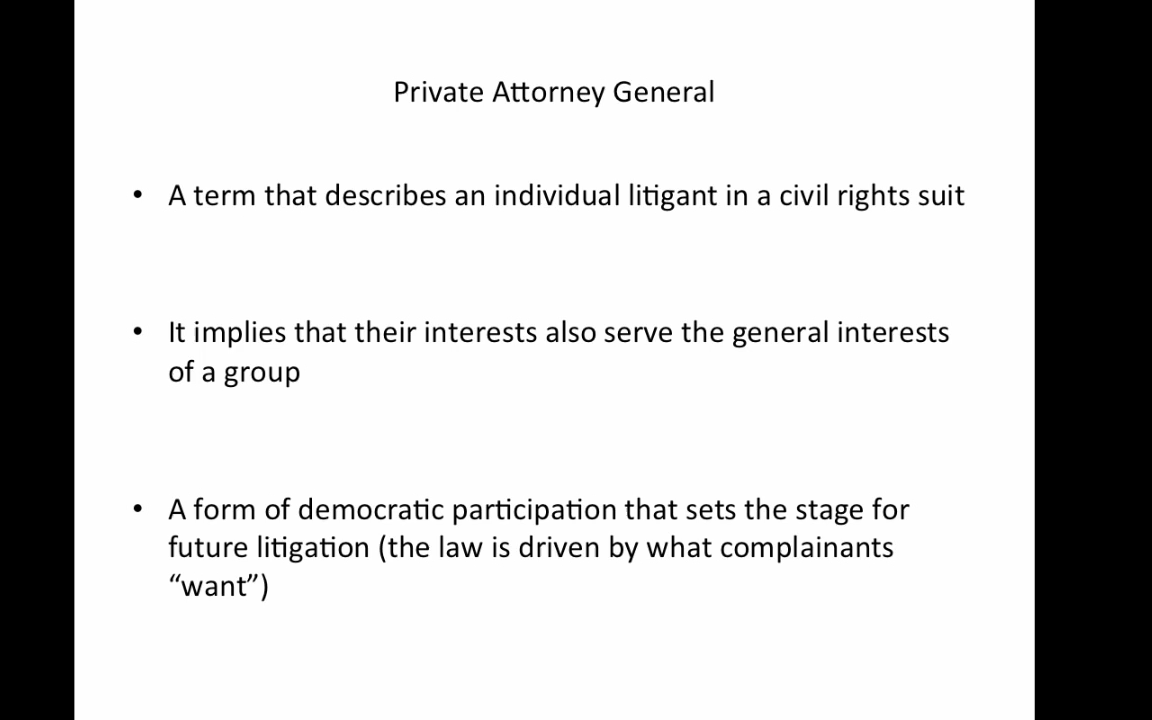 Private Attorney General
• A term that describes an individual litigant in a civil rights suit
• It implies that their interests also serve the general interests
of a group
• A form of democratic participation that sets the stage for
future litigation (the law is driven by what complainants
“want”)